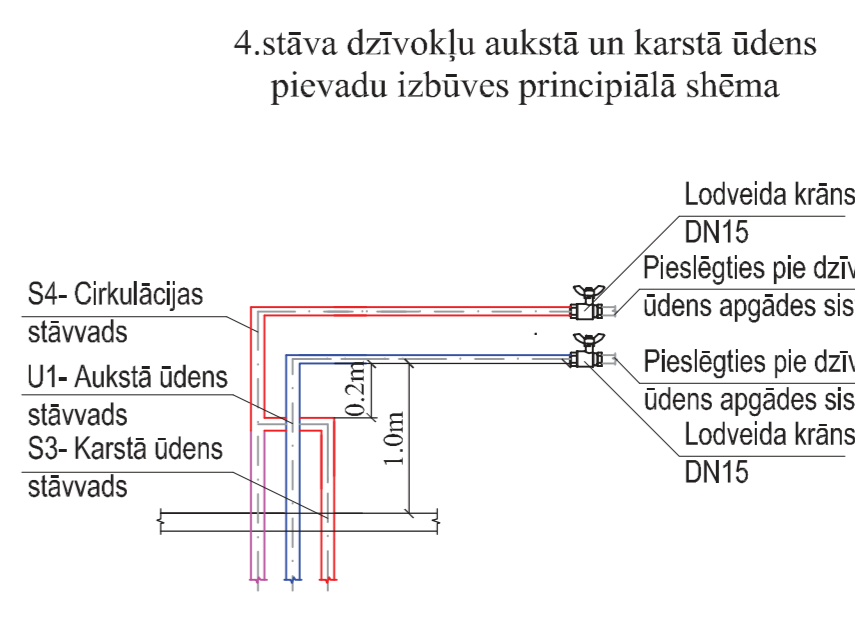 4.stāva dzīvokļu aukstā un karstā ūdens
pievadu izbūves principiālā shēma
Lodveida krāns
DN15
Pieslēgties pie dzīv
ūdens apgādes sis
S4- Cirkulācijas
stāvvads
U1- Aukstā ūdens
stāvvads
S3- Karstā ūdens
stāvvads
0.2m
1.0m
Pieslēgties pie dzīv
ūdens apgādes sis
Lodveida krāns
DN15